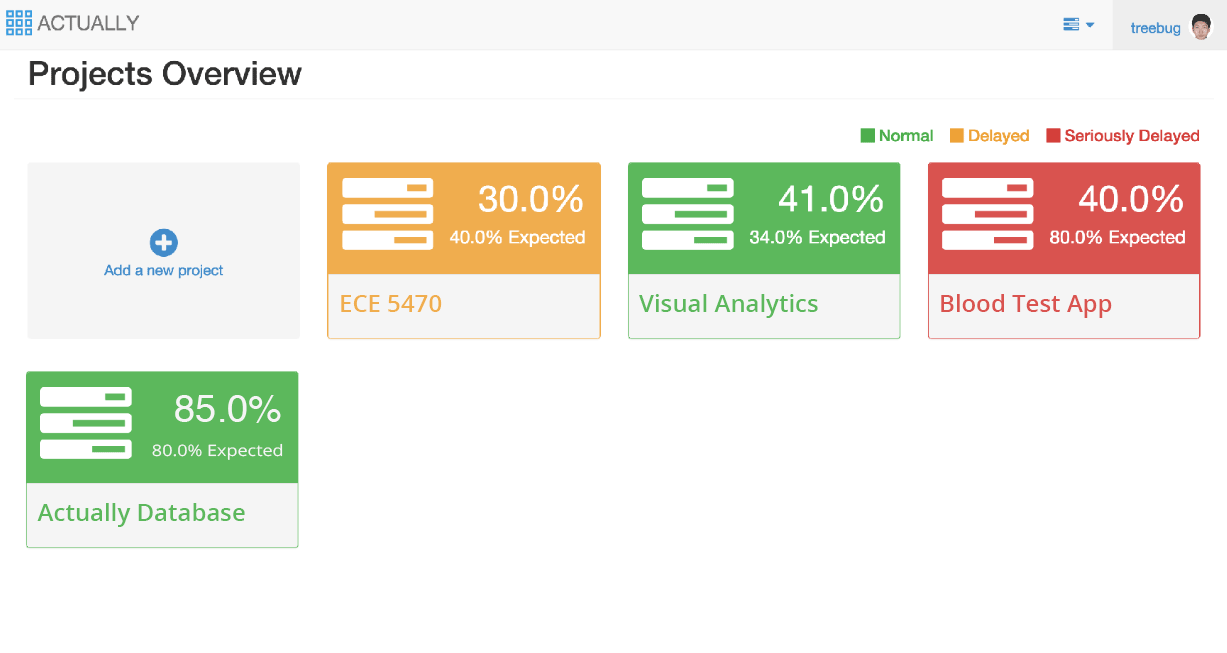 ACTUALLY
treebug
Projects Overview
Normal Delayed Seriously Delayed
Add a new project
30.0%
40.0% Expected
ECE 5470
41.0%
34.0% Expected
Visual Analytics
40.0%
80.0% Expected
Blood Test App
85.0%
80.0% Expected
Actually Database